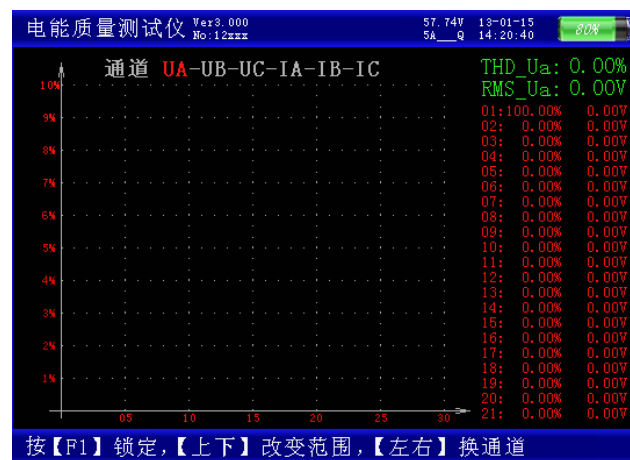 电能质量测试仪 Ver3.000 57.74V 13-01-15 80%
No:12xxx 5A___Q 14:20:40
通道 UA-UB-UC-IA-IB-IC
THD_Ua: 0.00%
RMS_Ua: 0.00V
10%
9%
8%
7%
6%
5%
4%
3%
2%
1%
05 10 15 20 25 30
01:100.00% 0.00V
02: 0.00% 0.00V
03: 0.00% 0.00V
04: 0.00% 0.00V
05: 0.00% 0.00V
06: 0.00% 0.00V
07: 0.00% 0.00V
08: 0.00% 0.00V
09: 0.00% 0.00V
10: 0.00% 0.00V
11: 0.00% 0.00V
12: 0.00% 0.00V
13: 0.00% 0.00V
14: 0.00% 0.00V
15: 0.00% 0.00V
16: 0.00% 0.00V
17: 0.00% 0.00V
18: 0.00% 0.00V
19: 0.00% 0.00V
20: 0.00% 0.00V
21: 0.00% 0.00V
按【F1】锁定,【上下】改变范围,【左右】换通道